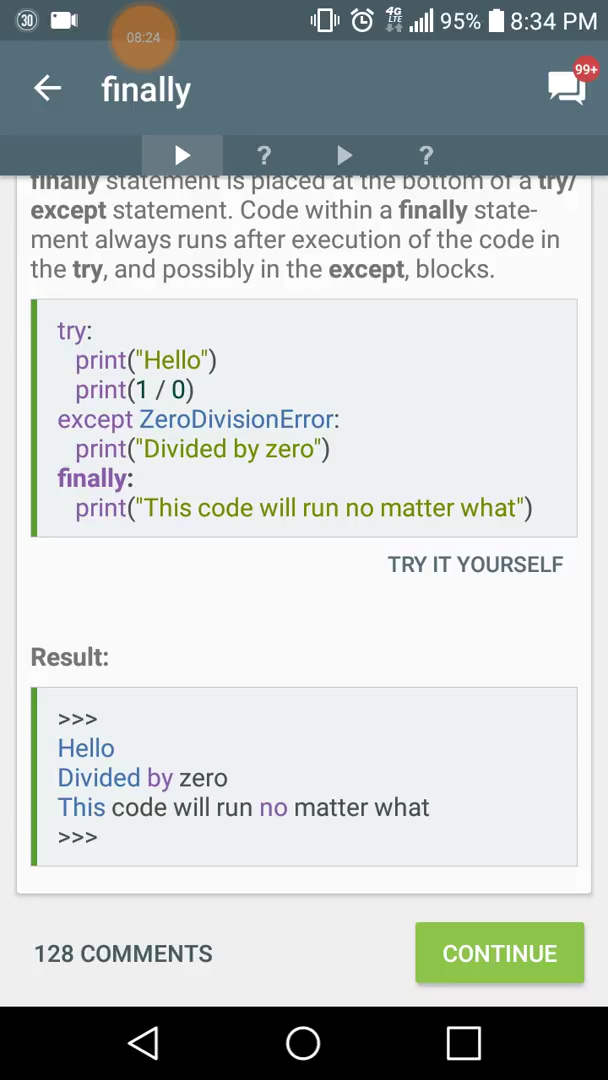 30 95% 8:34 PM
08:24
finally
99+
? ?
finally statement is placed at the bottom of a try/
except statement. Code within a finally state-
ment always runs after execution of the code in
the try, and possibly in the except, blocks.
try:
print("Hello")
print(1 / 0)
except ZeroDivisionError:
print("Divided by zero")
finally:
print("This code will run no matter what")
TRY IT YOURSELF
Result:
>>>
Hello
Divided by zero
This code will run no matter what
>>>
128 COMMENTS
CONTINUE